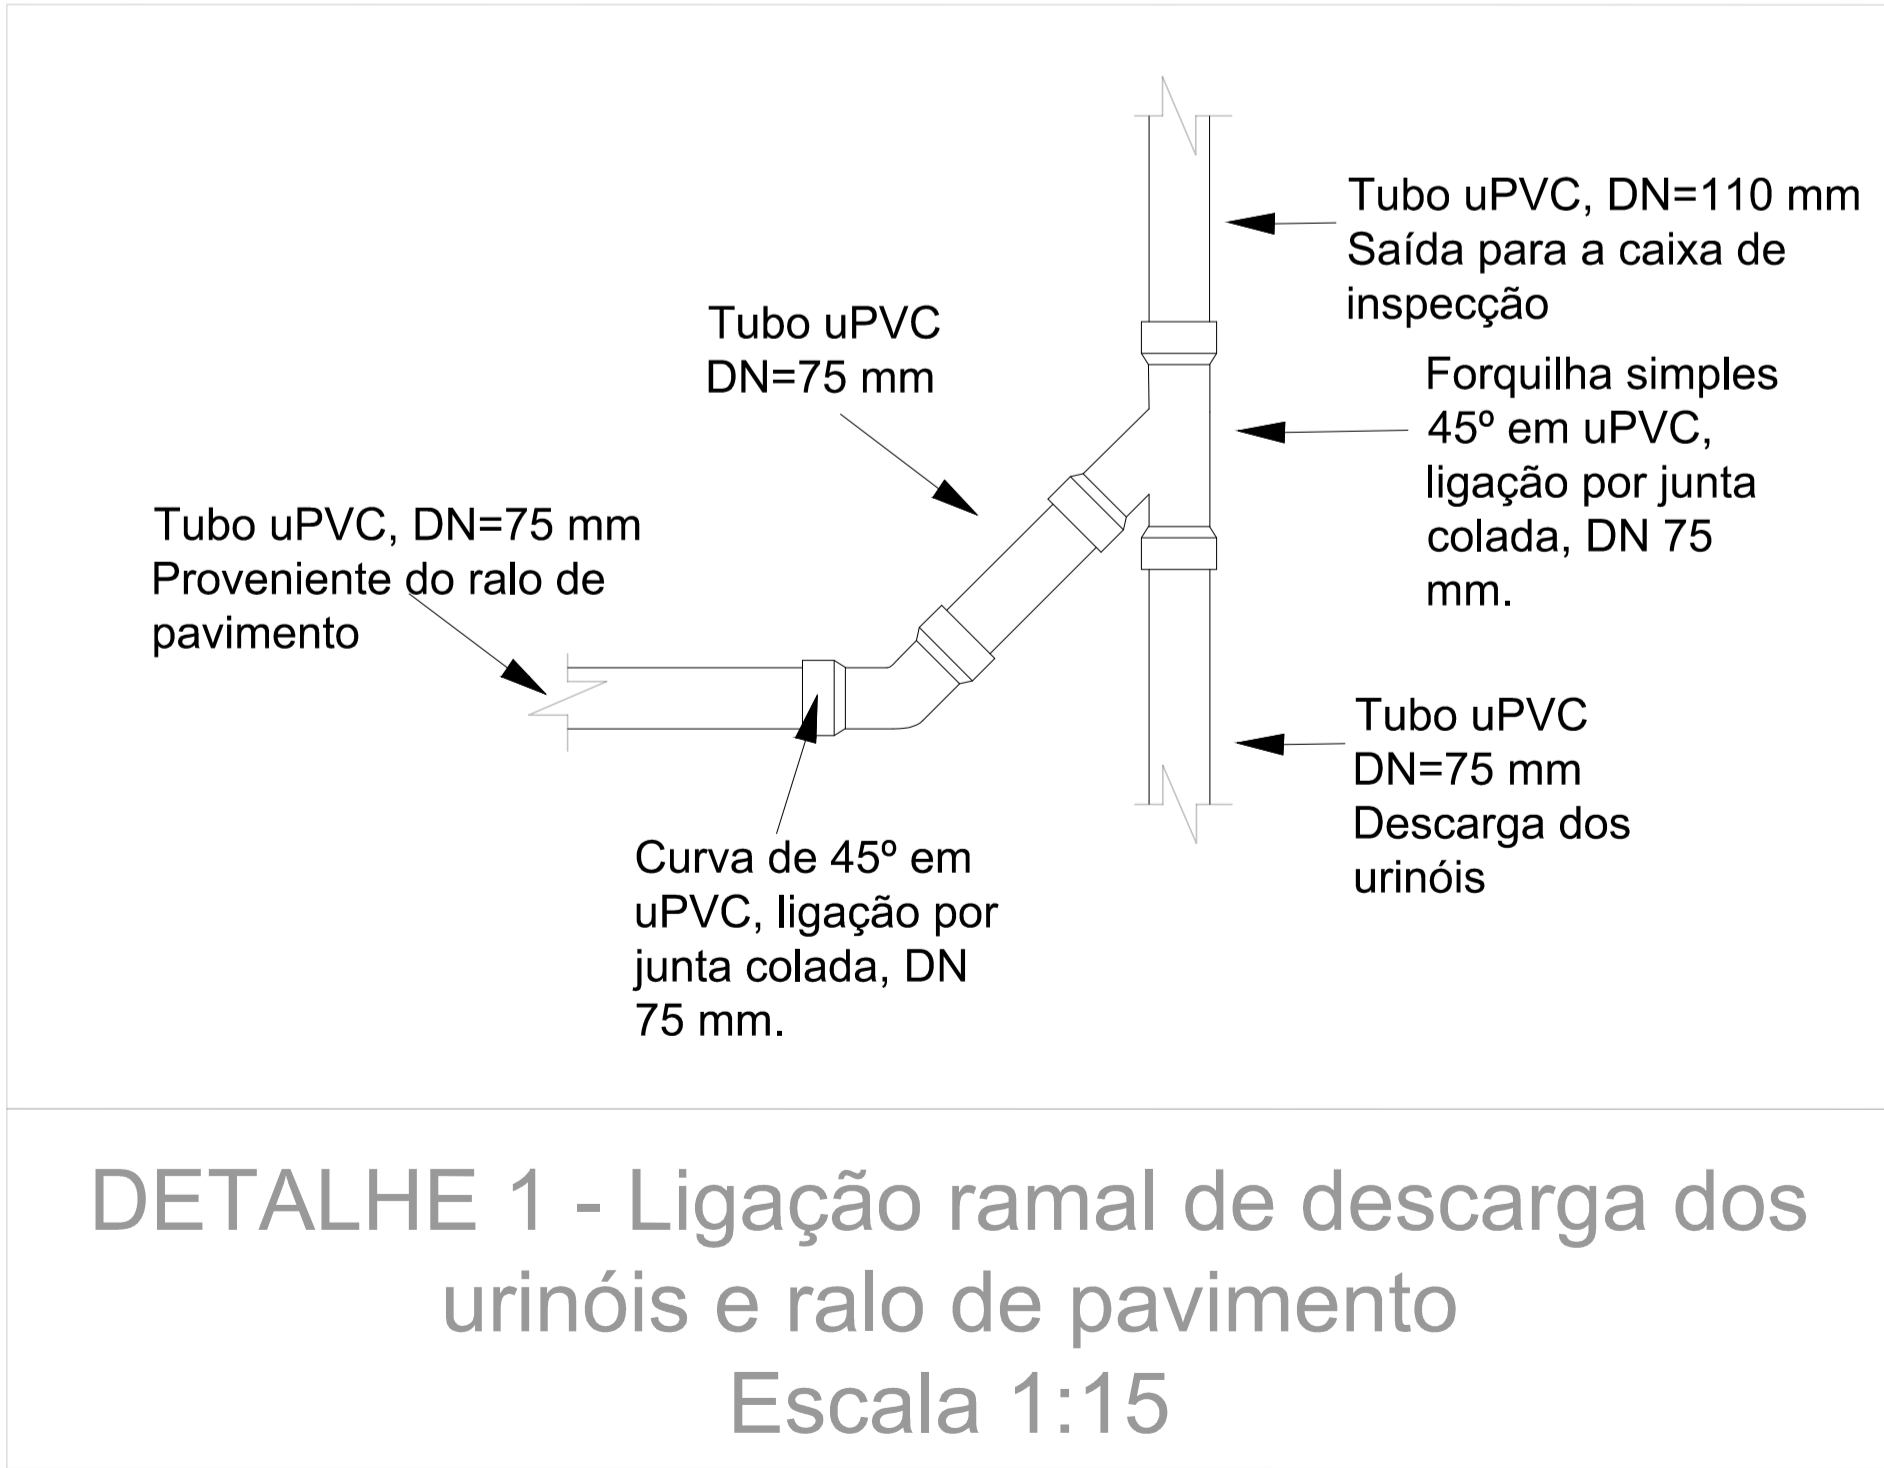 Tubo uPVC, DN=110 mm
Saída para a caixa de
inspecção
Tubo uPVC
DN=75 mm
Forquilha simples
45º em uPVC,
ligação por junta
colada, DN 75
mm.
Tubo uPVC, DN=75 mm
Proveniente do ralo de
pavimento
Tubo uPVC
DN=75 mm
Descarga dos
urinóis
Curva de 45º em
uPVC, ligação por
junta colada, DN
75 mm.
DETALHE 1 - Ligação ramal de descarga dos
urinóis e ralo de pavimento
Escala 1:15